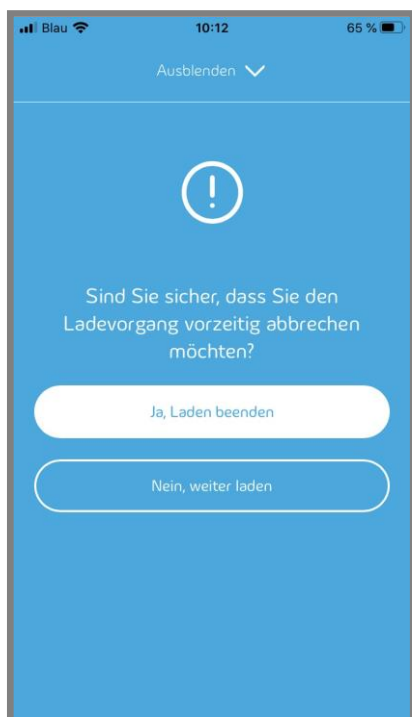 Blau 10:12 65 %
Ausblenden
Sind Sie sicher, dass Sie den
Ladevorgang vorzeitig abbrechen
möchten?
Ja, Laden beenden
Nein, weiter laden